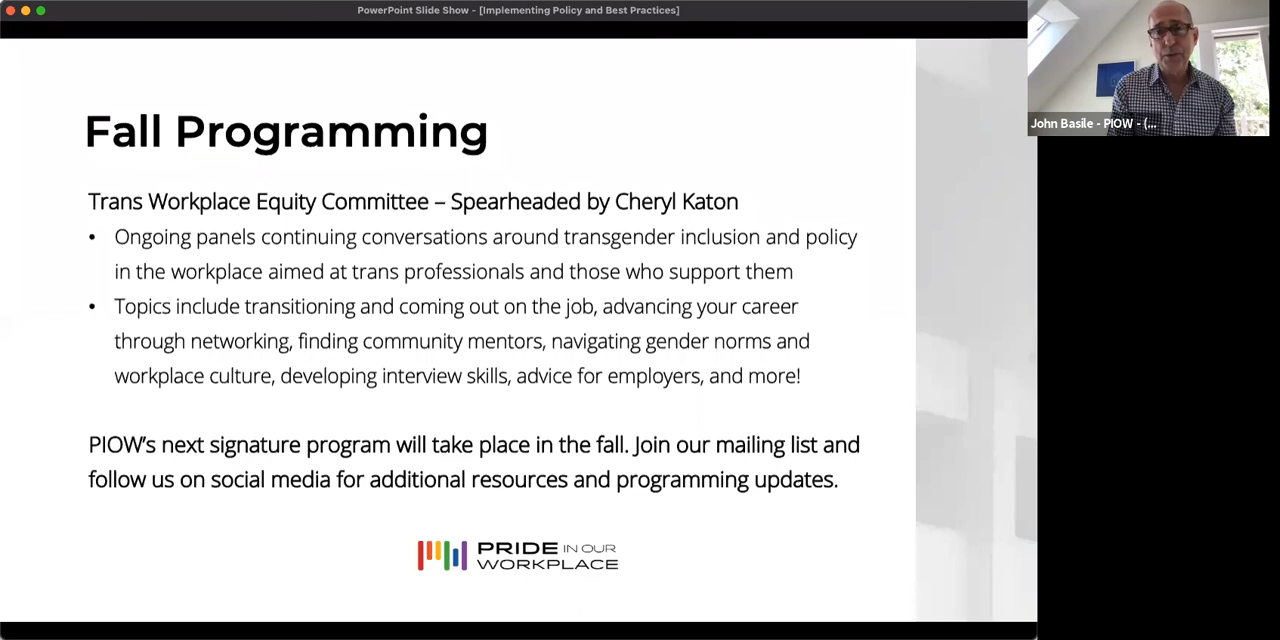 PowerPoint Slide Show - [Implementing Policy and Best Practices]
John Basile - PIOW - (...
Fall Programming
Trans Workplace Equity Committee – Spearheaded by Cheryl Katon
• Ongoing panels continuing conversations around transgender inclusion and policy
in the workplace aimed at trans professionals and those who support them
• Topics include transitioning and coming out on the job, advancing your career
through networking, finding community mentors, navigating gender norms and
workplace culture, developing interview skills, advice for employers, and more!
PIOW’s next signature program will take place in the fall. Join our mailing list and
follow us on social media for additional resources and programming updates.
PRIDE IN OUR
WORKPLACE